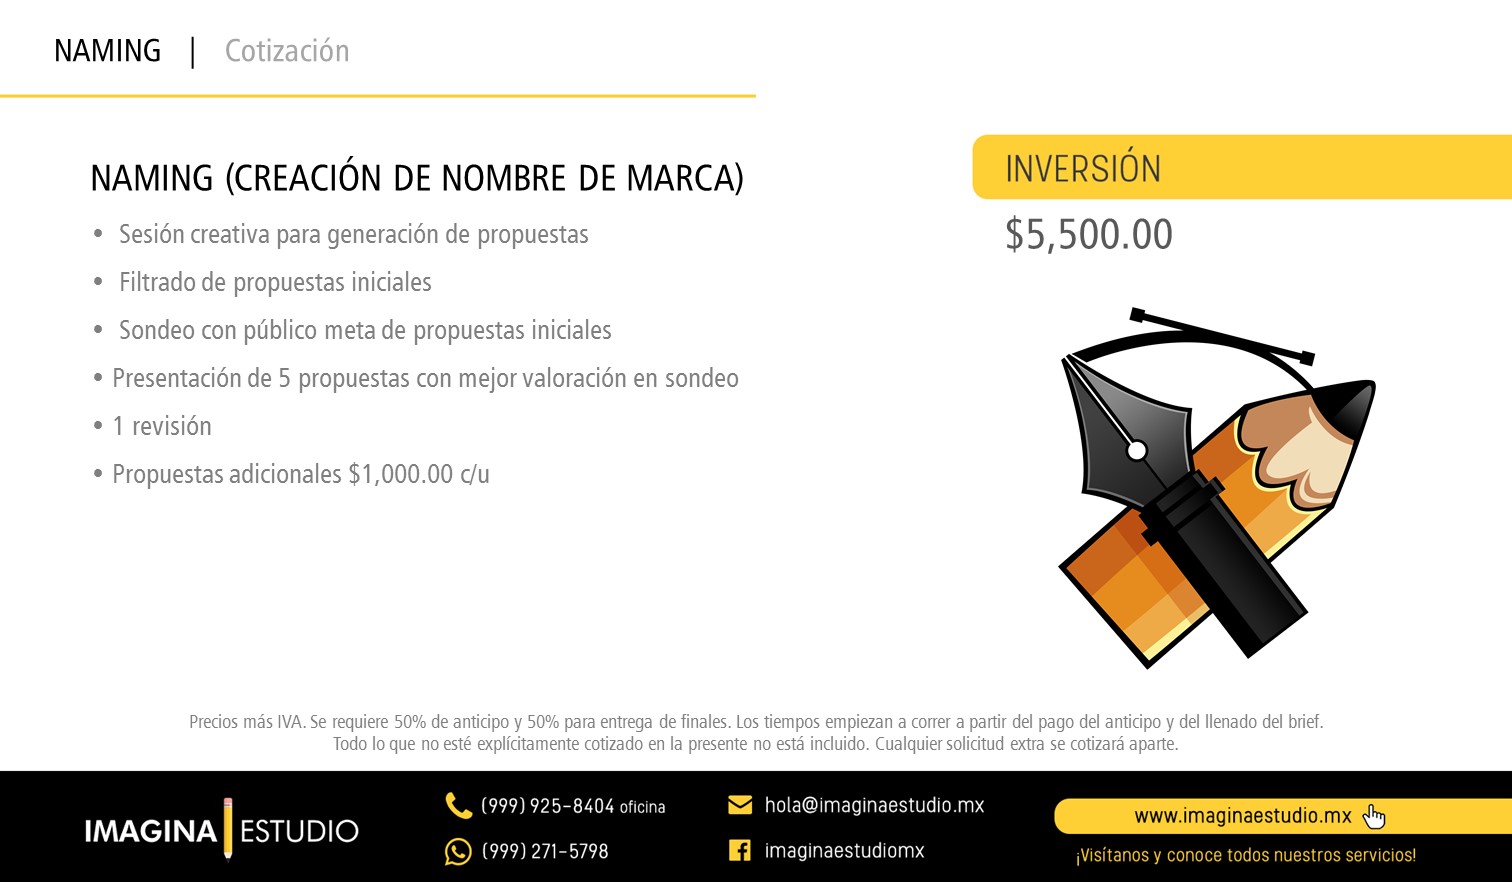 NAMING | Cotización
NAMING (CREACIÓN DE NOMBRE DE MARCA)
• Sesión creativa para generación de propuestas
• Filtrado de propuestas iniciales
• Sondeo con público meta de propuestas iniciales
• Presentación de 5 propuestas con mejor valoración en sondeo
• 1 revisión
• Propuestas adicionales $1,000.00 c/u
INVERSIÓN
$5,500.00
Precios más IVA. Se requiere 50% de anticipo y 50% para entrega de finales. Los tiempos empiezan a correr a partir del pago del anticipo y del llenado del brief.
Todo lo que no esté explícitamente cotizado en la presente no está incluido. Cualquier solicitud extra se cotizará aparte.
IMAGINA ESTUDIO
(999) 925-8404 oficina
(999) 271-5798
hola@imaginaestudio.mx
imaginaestudiomx
www.imaginaestudio.mx
¡Visítanos y conoce todos nuestros servicios!